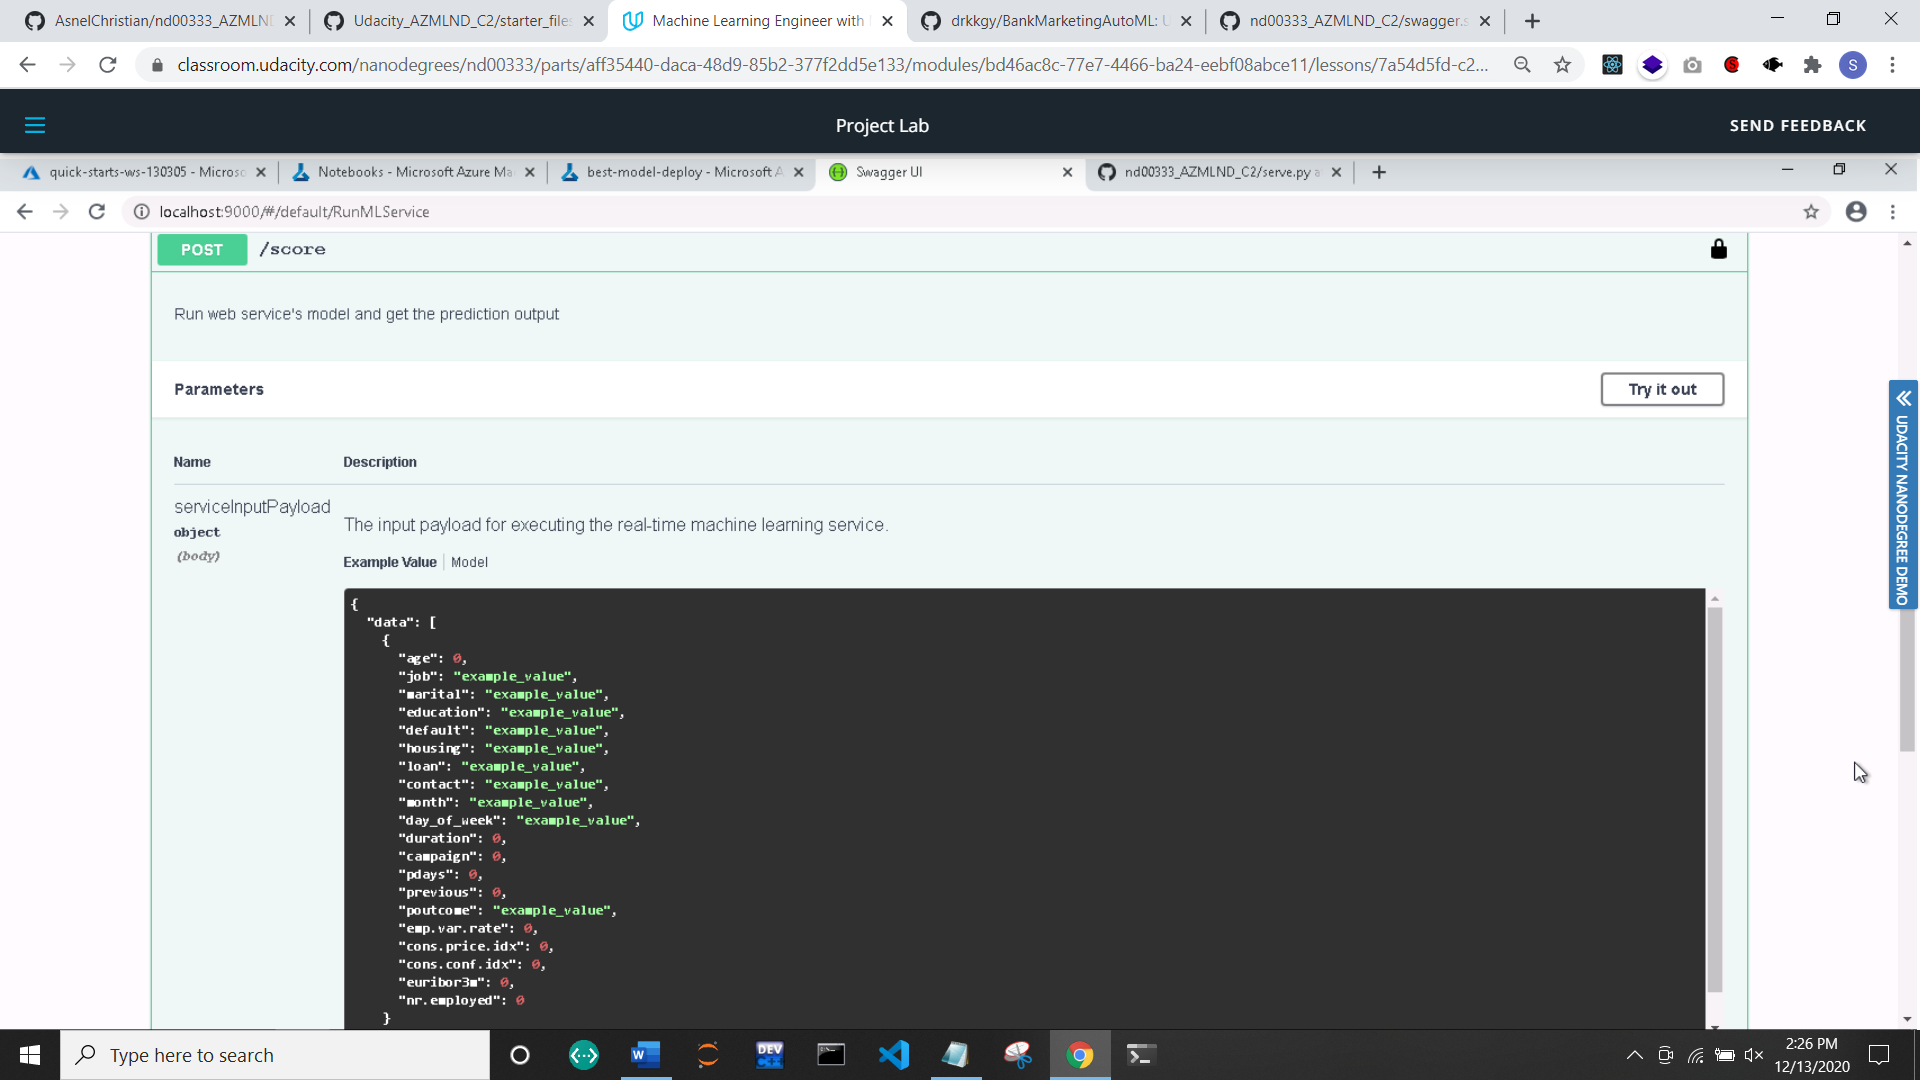 AsnelChristian/nd00333_AZMLND
Udacity_AZMLND_C2/starter_files
Machine Learning Engineer with
drkkgy/BankMarketingAutoML: U
nd00333_AZMLND_C2/swagger.s
classroom.udacity.com/nanodegrees/nd00333/parts/aff35440-daca-48d9-85b2-377f2dd5e133/modules/bd46ac8c-77e7-4466-ba24-eebf08abce11/lessons/7a54d5fd-c2...
S
Project Lab
SEND FEEDBACK
quick-starts-ws-130305 - Microso
Notebooks - Microsoft Azure Ma
best-model-deploy - Microsoft A
Swagger UI
nd00333_AZMLND_C2/serve.py a
localhost:9000/#/default/RunMLService
POST /score
Run web service's model and get the prediction output
Parameters
Try it out
Name Description
serviceInputPayload
object
(body)
The input payload for executing the real-time machine learning service.
Example Value Model
{
"data": [
{
"age": 0,
"job": "example_value",
"marital": "example_value",
"education": "example_value",
"default": "example_value",
"housing": "example_value",
"loan": "example_value",
"contact": "example_value",
"month": "example_value",
"day_of_week": "example_value",
"duration": 0,
"campaign": 0,
"pdays": 0,
"previous": 0,
"poutcome": "example_value",
"emp.var.rate": 0,
"cons.price.idx": 0,
"cons.conf.idx": 0,
"euribor3m": 0,
"nr.employed": 0
}
UDACITY NANODEGREE DEMO
Type here to search
DEV
C++
2:26 PM
12/13/2020